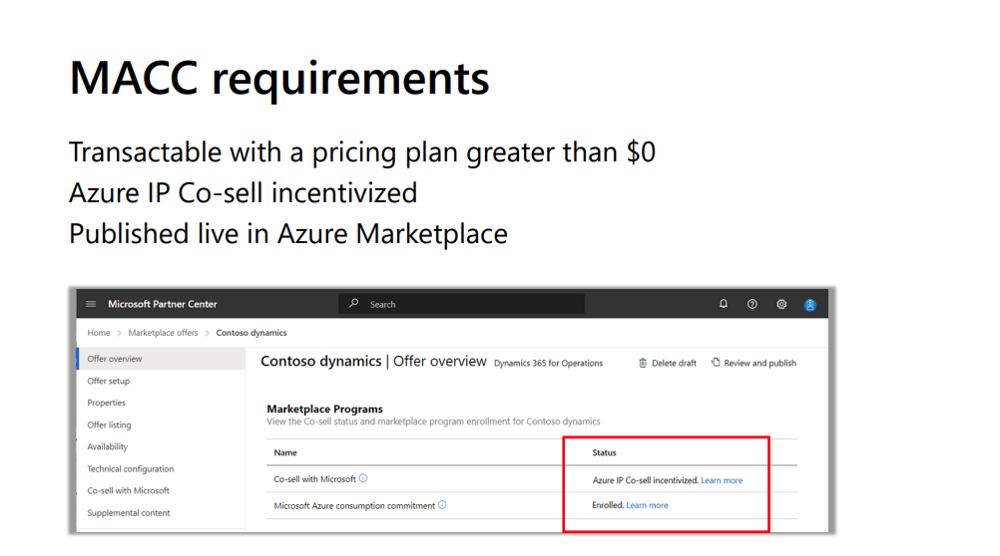 MACC requirements
Transactable with a pricing plan greater than $0
Azure IP Co-sell incentivized
Published live in Azure Marketplace
Microsoft Partner Center
Search
Home > Marketplace offers > Contoso dynamics
Offer overview
Offer setup
Properties
Offer listing
Availability
Technical configuration
Co-sell with Microsoft
Supplemental content
Contoso dynamics | Offer overview Dynamics 365 for Operations
Delete draft
Review and publish
Marketplace Programs
View the Co-sell status and marketplace program enrollment for Contoso dynamics
Name Status
Co-sell with Microsoft Azure IP Co-sell incentivized. Learn more
Microsoft Azure consumption commitment Enrolled. Learn more